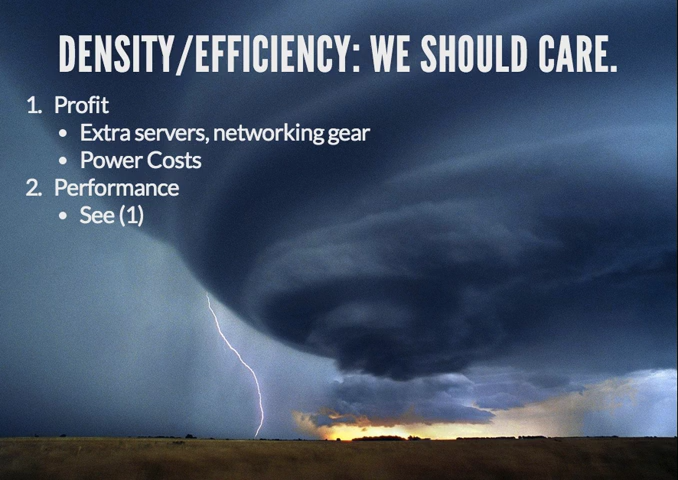 DENSITY/EFFICIENCY: WE SHOULD CARE.
1. Profit
• Extra servers, networking gear
• Power Costs
2. Performance
• See (1)